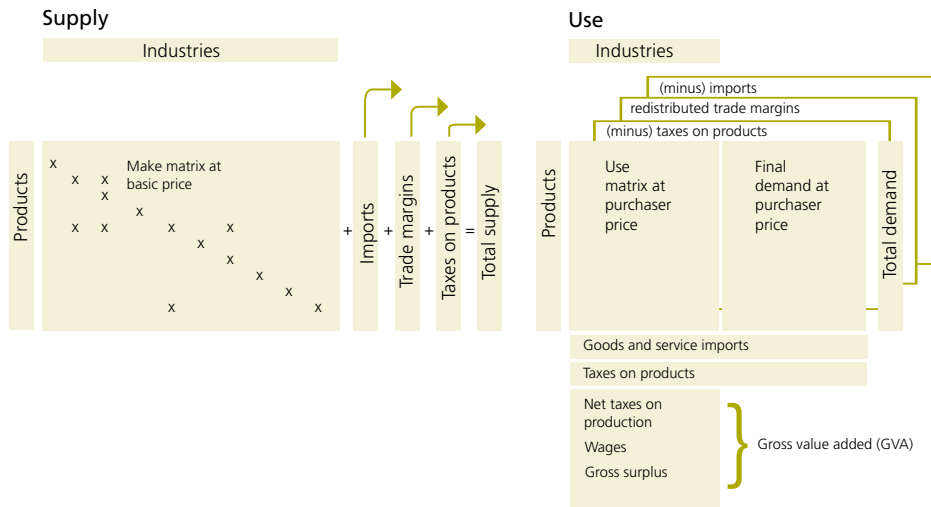 Supply
Industries
Products
x
x x
x
x
x x x x
x
x
x
x
x x
Make matrix at
basic price
+
Imports
+
Trade margins
+
Taxes on products
=
Total supply
Use
Industries
(minus) imports
redistributed trade margins
(minus) taxes on products
Products
Use
matrix at
purchaser
price
Final
demand at
purchaser
price
Total demand
Goods and service imports
Taxes on products
Net taxes on
production
Wages
Gross surplus
} Gross value added (GVA)